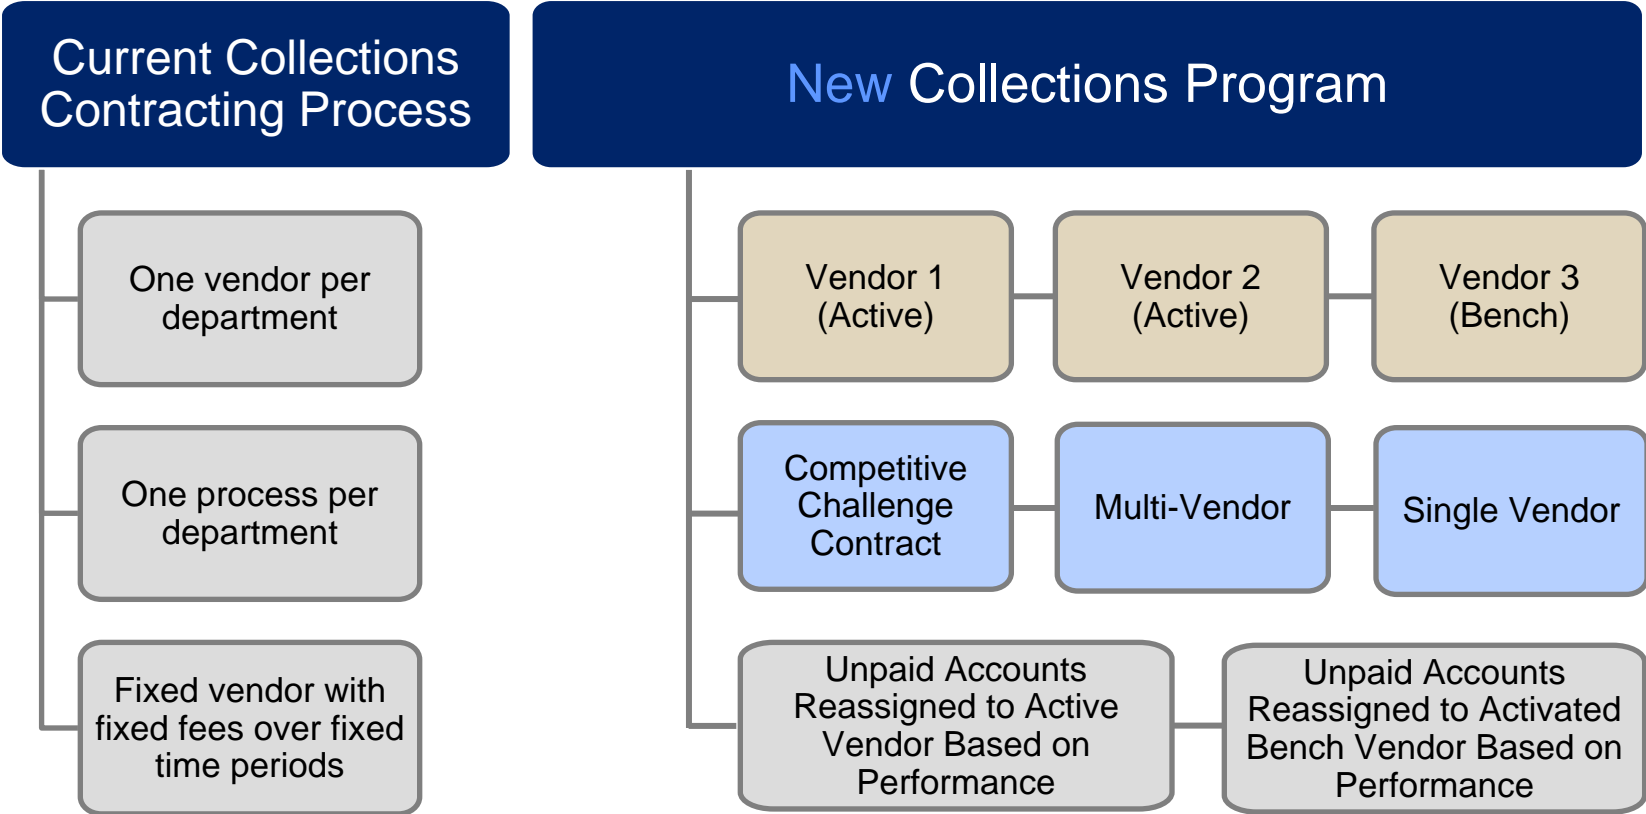 Current Collections
Contracting Process
New Collections Program
One vendor per
department
One process per
department
Fixed vendor with
fixed fees over fixed
time periods
Vendor 1
(Active)
Vendor 2
(Active)
Vendor 3
(Bench)
Competitive
Challenge
Contract
Multi-Vendor
Single Vendor
Unpaid Accounts
Reassigned to Active
Vendor Based on
Performance
Unpaid Accounts
Reassigned to Activated
Bench Vendor Based on
Performance